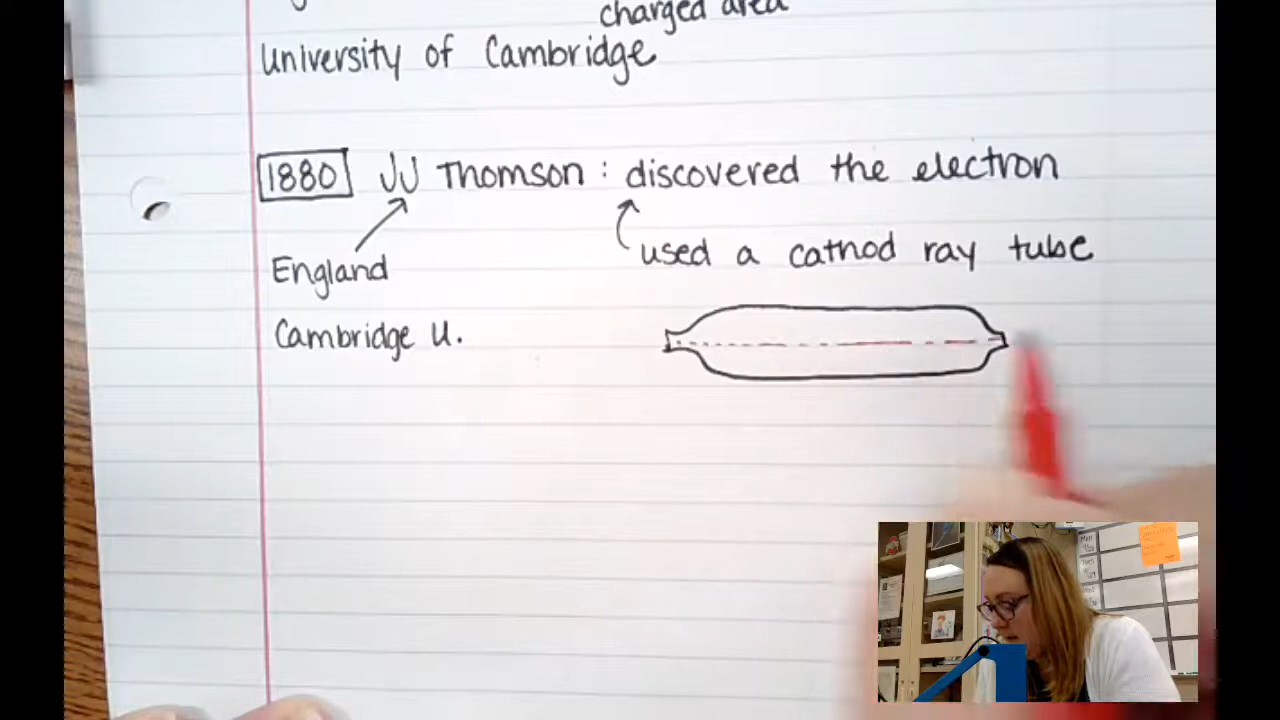 charged area
University of Cambridge
1880 JJ Thomson : discovered the electron
used a cathod ray tube
England
Cambridge U.